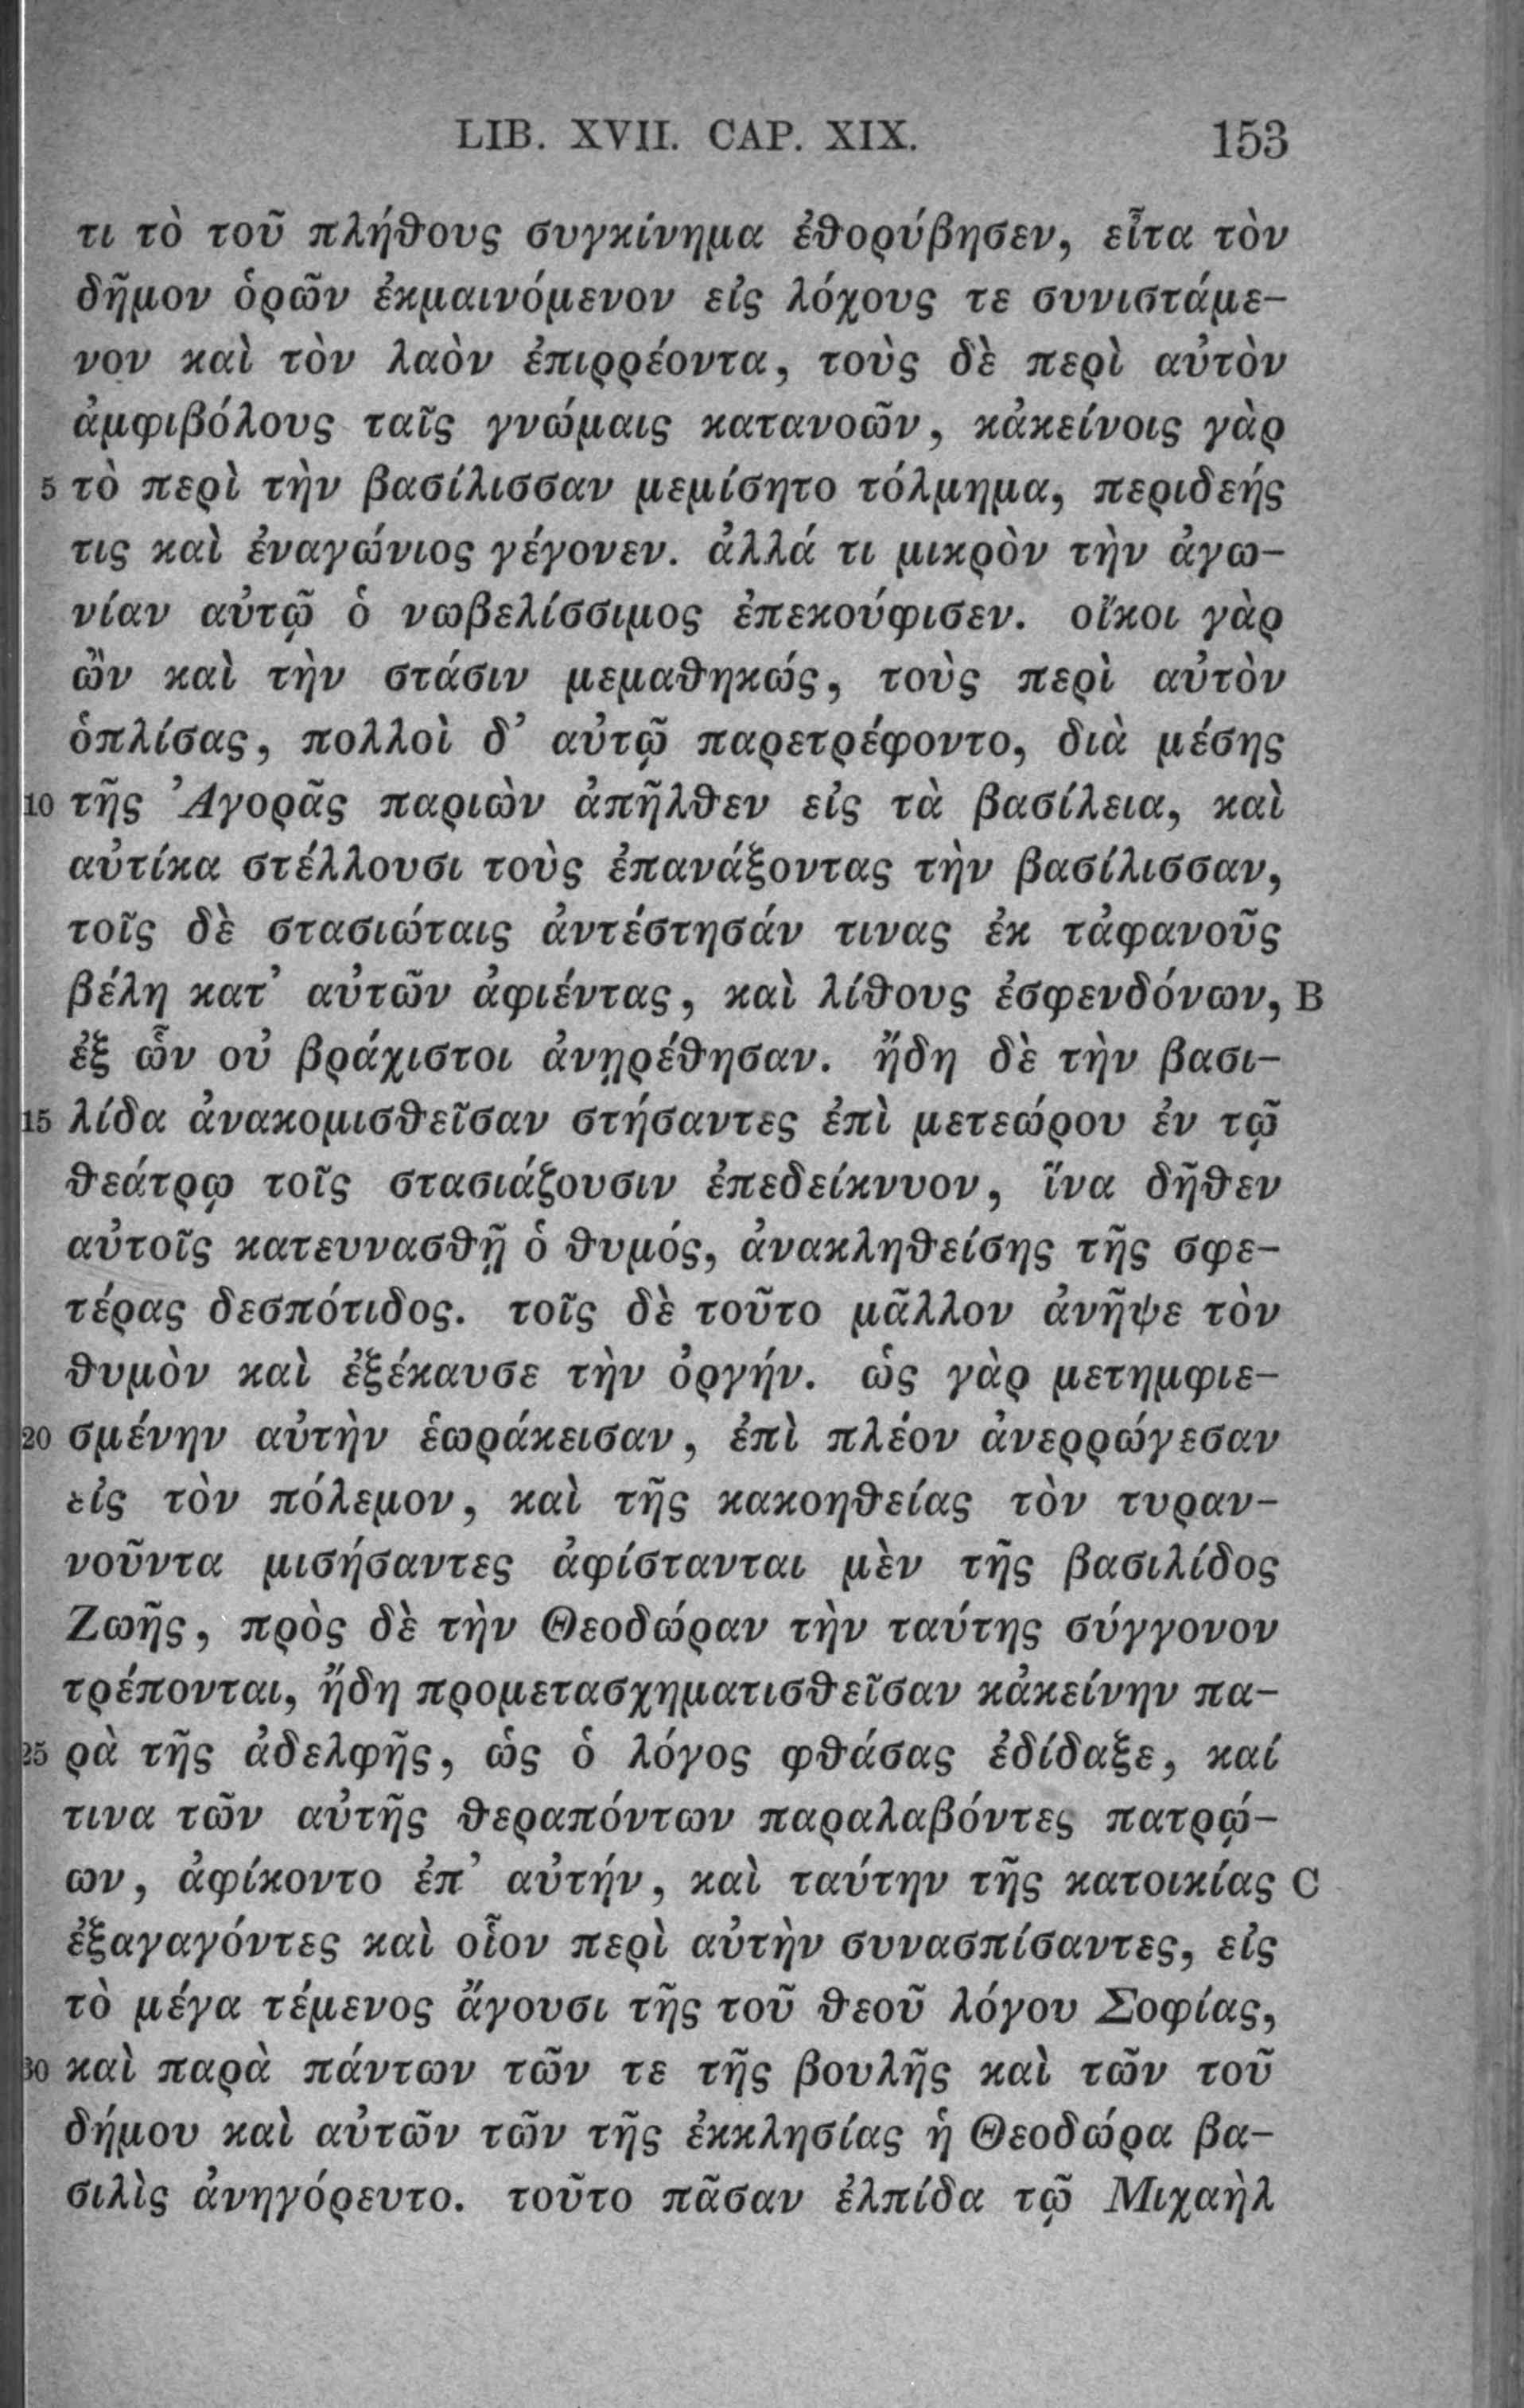 LIB. XVII. CAP. XIX. 153
τι τὸ τοῦ πλήθους συγκίνημα ἐθορύβησεν, εἶτα τὸν
δῆμον ὁρῶν ἐκμαινόμενον εἰς λόχους τε συνιστάμε-
νον καὶ τὸν λαὸν ἐπιρρέοντα, τοὺς δὲ περὶ αὐτὸν
ἀμφιβόλους ταῖς γνώμαις κατανοῶν, κἀκείνοις γὰρ
5 τὸ περὶ τὴν βασίλισσαν μεμίσητο τόλμημα, περιδεής
τις καὶ ἐναγώνιος γέγονεν. ἀλλά τι μικρὸν τὴν ἀγω-
νίαν αὐτῷ ὁ νωβελίσσιμος ἐπεκούφισεν. οἴκοι γὰρ
ὢν καὶ τὴν στάσιν μεμαθηκώς, τοὺς περὶ αὐτὸν
ὁπλίσας, πολλοὶ δ’ αὐτῷ παρετρέφοντο, διὰ μέσης
10 τῆς Ἀγορᾶς παριὼν ἀπῆλθεν εἰς τὰ βασίλεια, καὶ
αὐτίκα στέλλουσι τοὺς ἐπανάξοντας τὴν βασίλισσαν,
τοῖς δὲ στασιώταις ἀντέστησάν τινας ἐκ τἀφανοῦς
βέλη κατ’ αὐτῶν ἀφιέντας, καὶ λίθους ἐσφενδόνων, B
ἐξ ὧν οὐ βράχιστοι ἀνῃρέθησαν. ἤδη δὲ τὴν βασι-
15 λίδα ἀνακομισθεῖσαν στήσαντες ἐπὶ μετεώρου ἐν τῷ
θεάτρῳ τοῖς στασιάζουσιν ἐπεδείκνυον, ἵνα δῆθεν
αὐτοῖς κατευνασθῇ ὁ θυμός, ἀνακληθείσης τῆς σφε-
τέρας δεσπότιδος. τοῖς δὲ τοῦτο μᾶλλον ἀνῆψε τὸν
θυμὸν καὶ ἐξέκαυσε τὴν ὀργήν. ὡς γὰρ μετημφιε-
20 σμένην αὐτὴν ἑωράκεισαν, ἐπὶ πλέον ἀνερρώγεσαν
εἰς τὸν πόλεμον, καὶ τῆς κακοηθείας τὸν τυραν-
νοῦντα μισήσαντες ἀφίστανται μὲν τῆς βασιλίδος
Ζωῆς, πρὸς δὲ τὴν Θεοδώραν τὴν ταύτης σύγγονον
τρέπονται, ἤδη προμετασχηματισθεῖσαν κἀκείνην πα-
25 ρὰ τῆς ἀδελφῆς, ὡς ὁ λόγος φθάσας ἐδίδαξε, καί
τινα τῶν αὐτῆς θεραπόντων παραλαβόντες πατρῴ-
ων, ἀφίκοντο ἐπ’ αὐτήν, καὶ ταύτην τῆς κατοικίας C
ἐξαγαγόντες καὶ οἷον περὶ αὐτὴν συνασπίσαντες, εἰς
τὸ μέγα τέμενος ἄγουσι τῆς τοῦ θεοῦ λόγου Σοφίας,
30 καὶ παρὰ πάντων τῶν τε τῆς βουλῆς καὶ τῶν τοῦ
δήμου καὶ αὐτῶν τῶν τῆς ἐκκλησίας ἡ Θεοδώρα βα-
σιλὶς ἀνηγόρευτο. τοῦτο πᾶσαν ἐλπίδα τῷ Μιχαὴλ